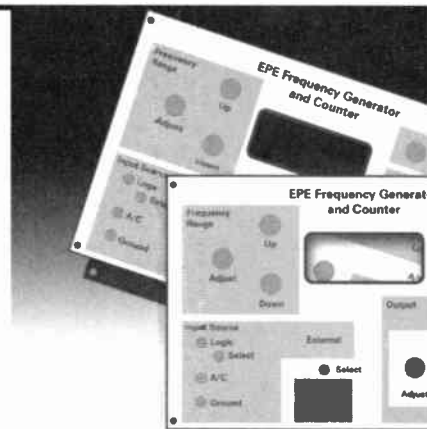 EPE Frequency Generator
and Counter
Frequency
Range
Up
Adjust
Input Source
Logic
A/C
Ground
EPE Frequency Generat
and Counter
Frequency
Range
Up
Adjust
Down
Input Source
Logic
Select
A/C
Ground
External
Select
Output
Adjust